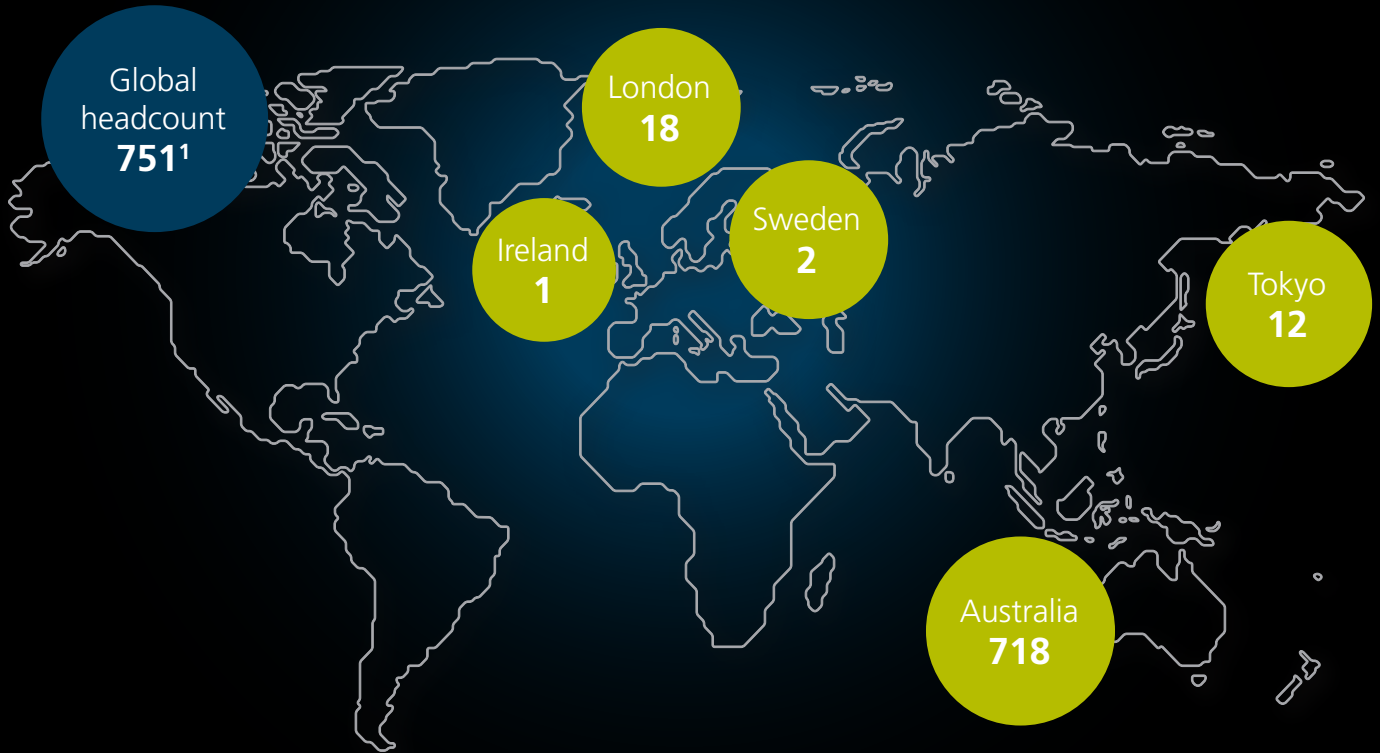 Global
headcount
751¹
London
18
Sweden
2
Ireland
1
Tokyo
12
Australia
718